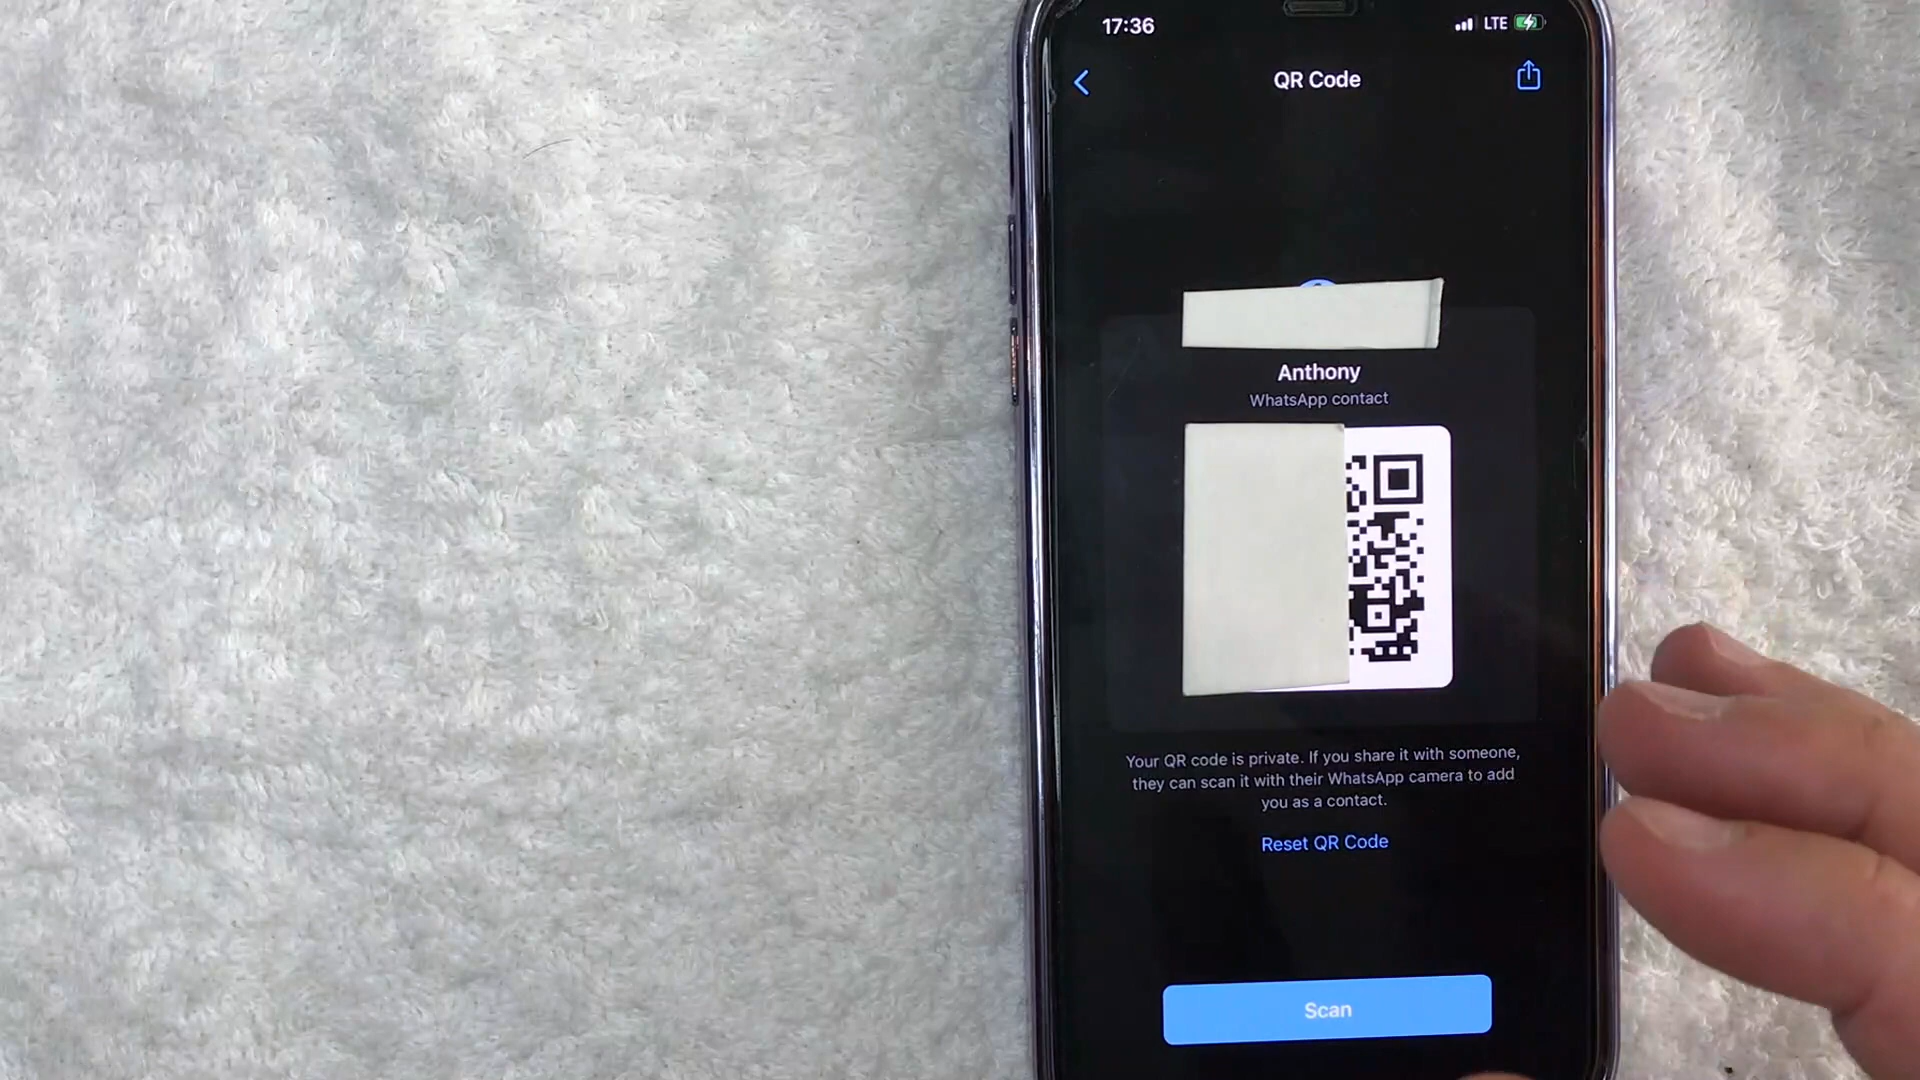 17:36 LTE
QR Code
Anthony
WhatsApp contact
Your QR code is private. If you share it with someone,
they can scan it with their WhatsApp camera to add
you as a contact.
Reset QR Code
Scan